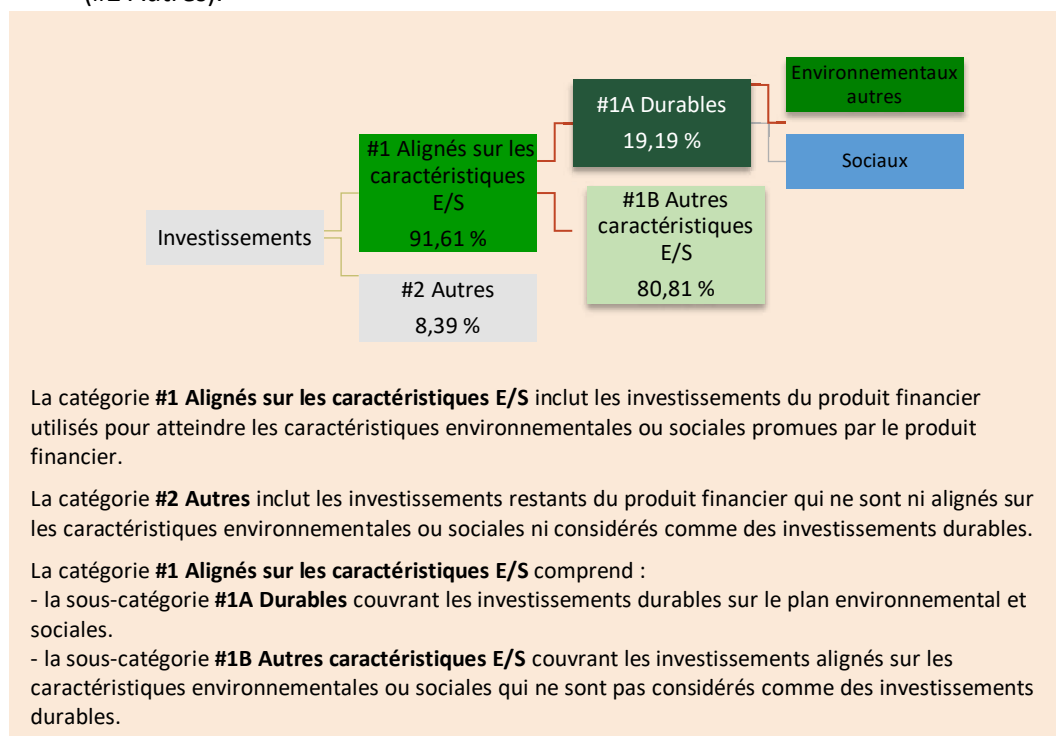 (#2 Autres).
Environnementaux
autres
#1A Durables
19,19 %
Sociaux
#1 Alignés sur les
caractéristiques
E/S
91,61 %
#1B Autres
caractéristiques
E/S
80,81 %
Investissements
#2 Autres
8,39 %
La catégorie #1 Alignés sur les caractéristiques E/S inclut les investissements du produit financier
utilisés pour atteindre les caractéristiques environnementales ou sociales promues par le produit
financier.
La catégorie #2 Autres inclut les investissements restants du produit financier qui ne sont ni alignés sur
les caractéristiques environnementales ou sociales ni considérés comme des investissements durables.
La catégorie #1 Alignés sur les caractéristiques E/S comprend :
- la sous-catégorie #1A Durables couvrant les investissements durables sur le plan environnemental et
sociales.
- la sous-catégorie #1B Autres caractéristiques E/S couvrant les investissements alignés sur les
caractéristiques environnementales ou sociales qui ne sont pas considérés comme des investissements
durables.